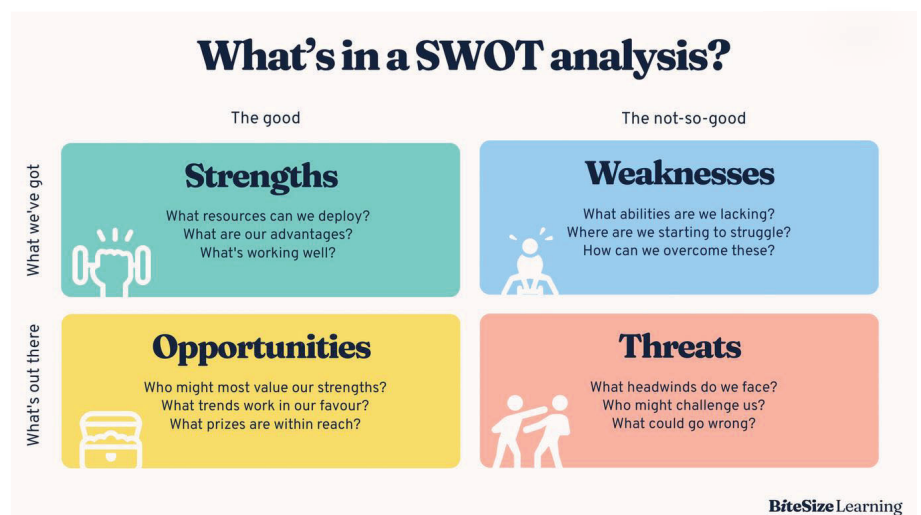 What's in a SWOT analysis?
The good
The not-so-good
What we've got
Strengths
What resources can we deploy?
What are our advantages?
What's working well?
Weaknesses
What abilities are we lacking?
Where are we starting to struggle?
How can we overcome these?
What's out there
Opportunities
Who might most value our strengths?
What trends work in our favour?
What prizes are within reach?
Threats
What headwinds do we face?
Who might challenge us?
What could go wrong?
BiteSize Learning